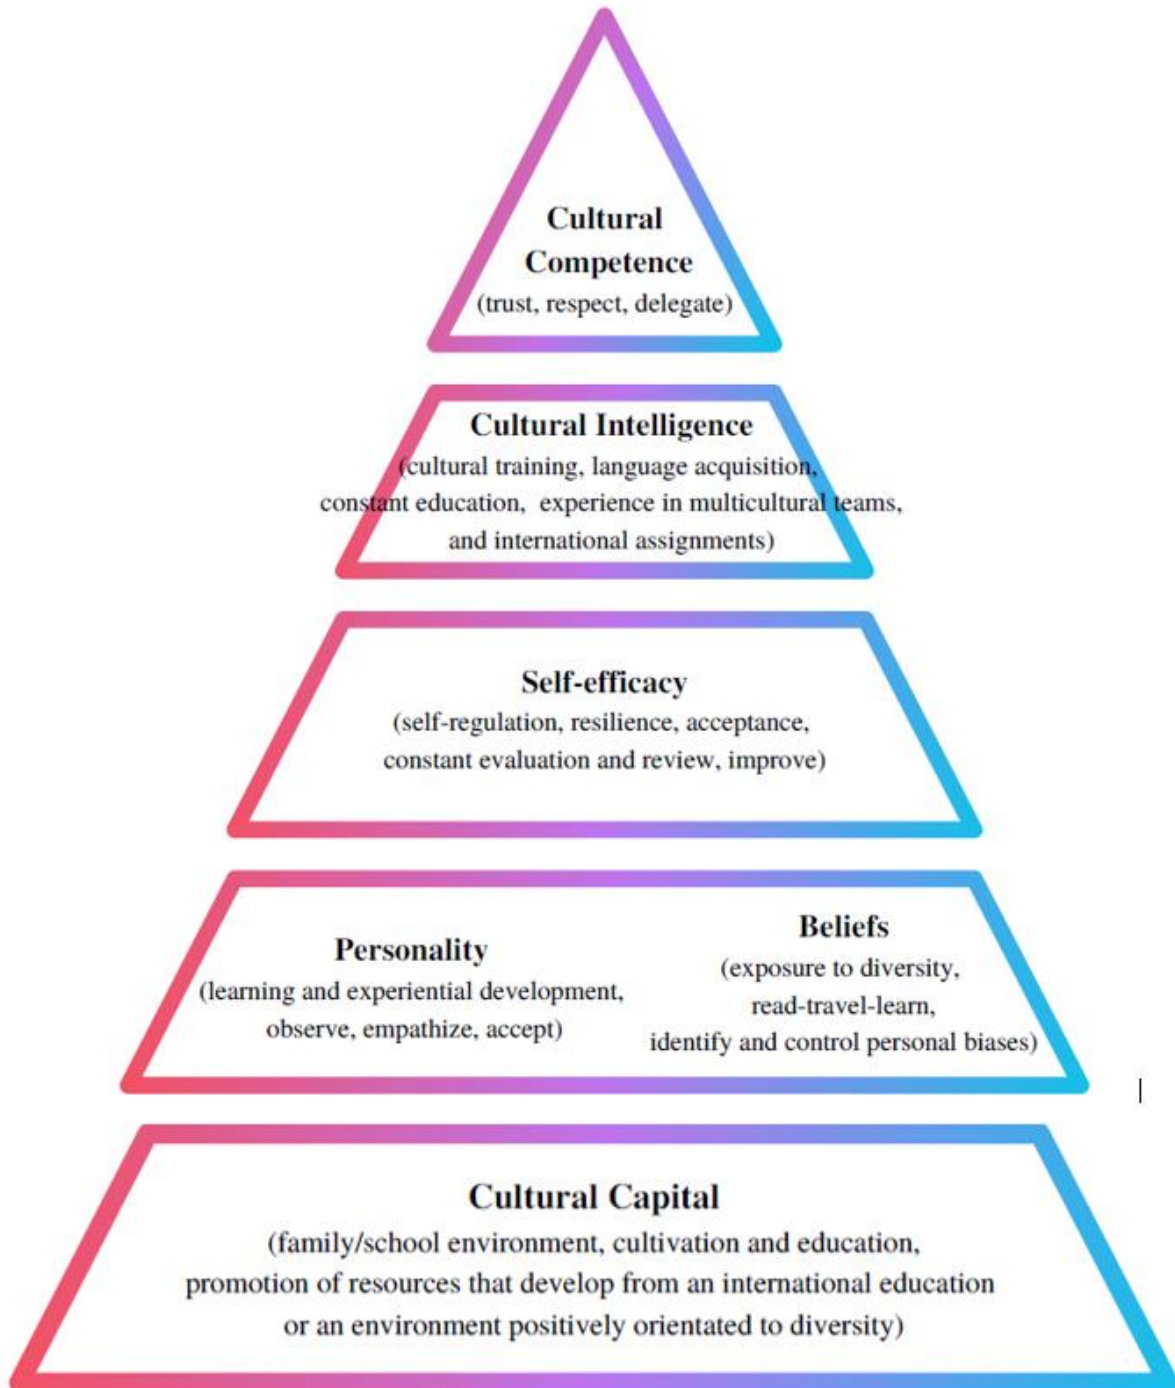 Cultural
Competence
(trust, respect, delegate)
Cultural Intelligence
(cultural training, language acquisition,
constant education, experience in multicultural teams,
and international assignments)
Self-efficacy
(self-regulation, resilience, acceptance,
constant evaluation and review, improve)
Personality
(learning and experiential development,
observe, empathize, accept)
Beliefs
(exposure to diversity,
read-travel-learn,
identify and control personal biases)
Cultural Capital
(family/school environment, cultivation and education,
promotion of resources that develop from an international education
or an environment positively orientated to diversity)